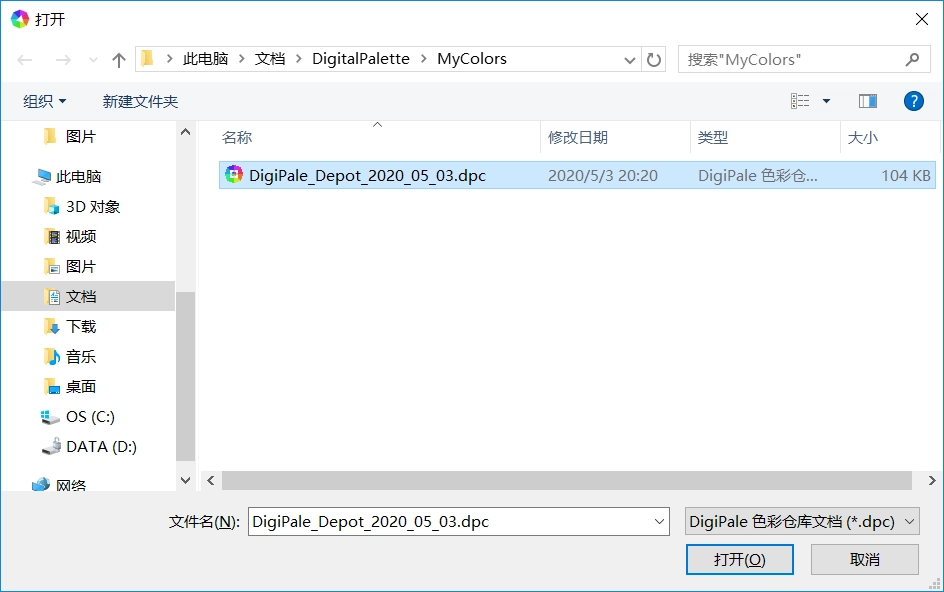 打开
此电脑 > 文档 > DigitalPalette > MyColors
搜索"MyColors"
组织 新建文件夹
?
名称 修改日期 类型 大小
DigiPale_Depot_2020_05_03.dpc 2020/5/3 20:20 DigiPale 色彩仓... 104 KB
图片
此电脑
3D 对象
视频
图片
文档
下载
音乐
桌面
OS (C:)
DATA (D:)
网络
文件名(N): DigiPale_Depot_2020_05_03.dpc DigiPale 色彩仓库文档 (*.dpc)
打开(O) 取消